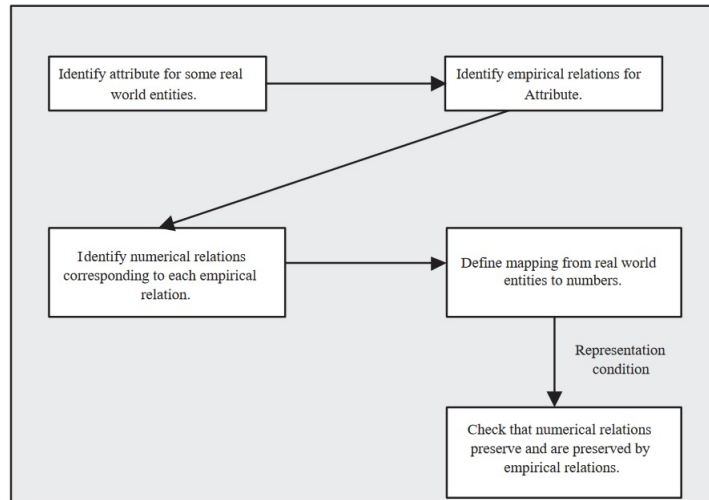 Identify attribute for some real
world entities.
Identify empirical relations for
Attribute.
Identify numerical relations
corresponding to each empirical
relation.
Define mapping from real world
entities to numbers.
Representation
condition
Check that numerical relations
preserve and are preserved by
empirical relations.